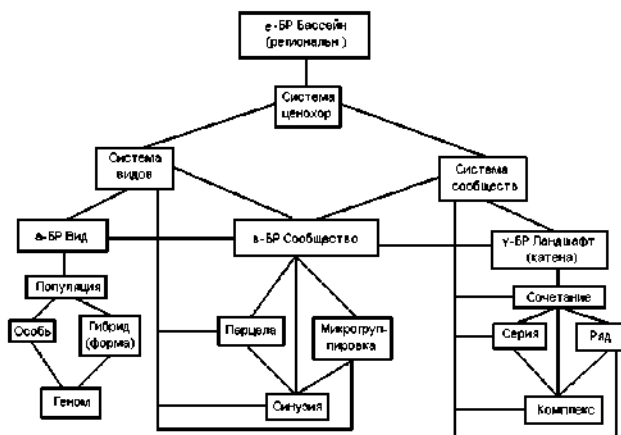 е-БР Бассейн
(региональн)
Система
ценохор
Система
видов
Система
сообществ
а-БР Вид
в-БР Сообщество
γ-БР Ландшафт
(катена)
Популяция
Сочетание
Особь
Гибрид
(форма)
Парцела
Микрогруп-
пировка
Серия
Ряд
Геном
Синузия
Комплекс